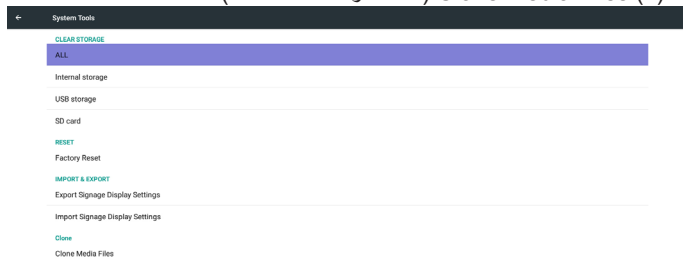 System Tools
CLEAR STORAGE
ALL
Internal storage
USB storage
SD card
RESET
Factory Reset
IMPORT & EXPORT
Export Signage Display Settings
Import Signage Display Settings
Clone
Clone Media Files